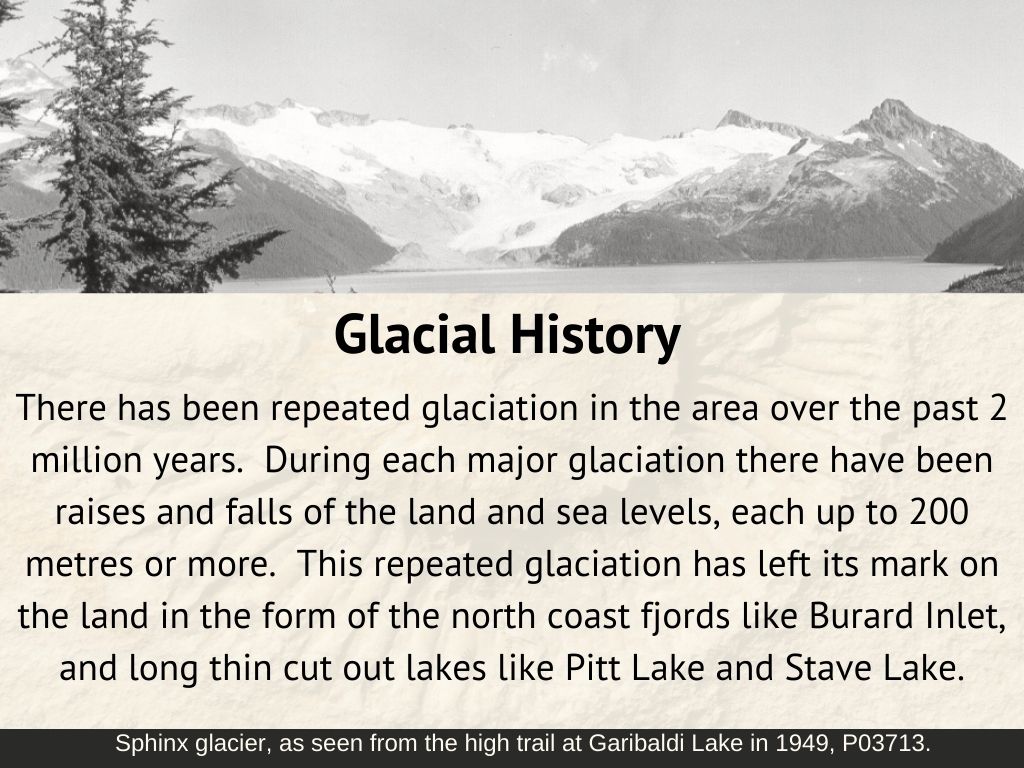 Glacial History
There has been repeated glaciation in the area over the past 2
million years.  During each major glaciation there have been
raises and falls of the land and sea levels, each up to 200
metres or more.  This repeated glaciation has left its mark on
the land in the form of the north coast fjords like Burard Inlet,
and long thin cut out lakes like Pitt Lake and Stave Lake.
Sphinx glacier, as seen from the high trail at Garibaldi Lake in 1949, P03713.